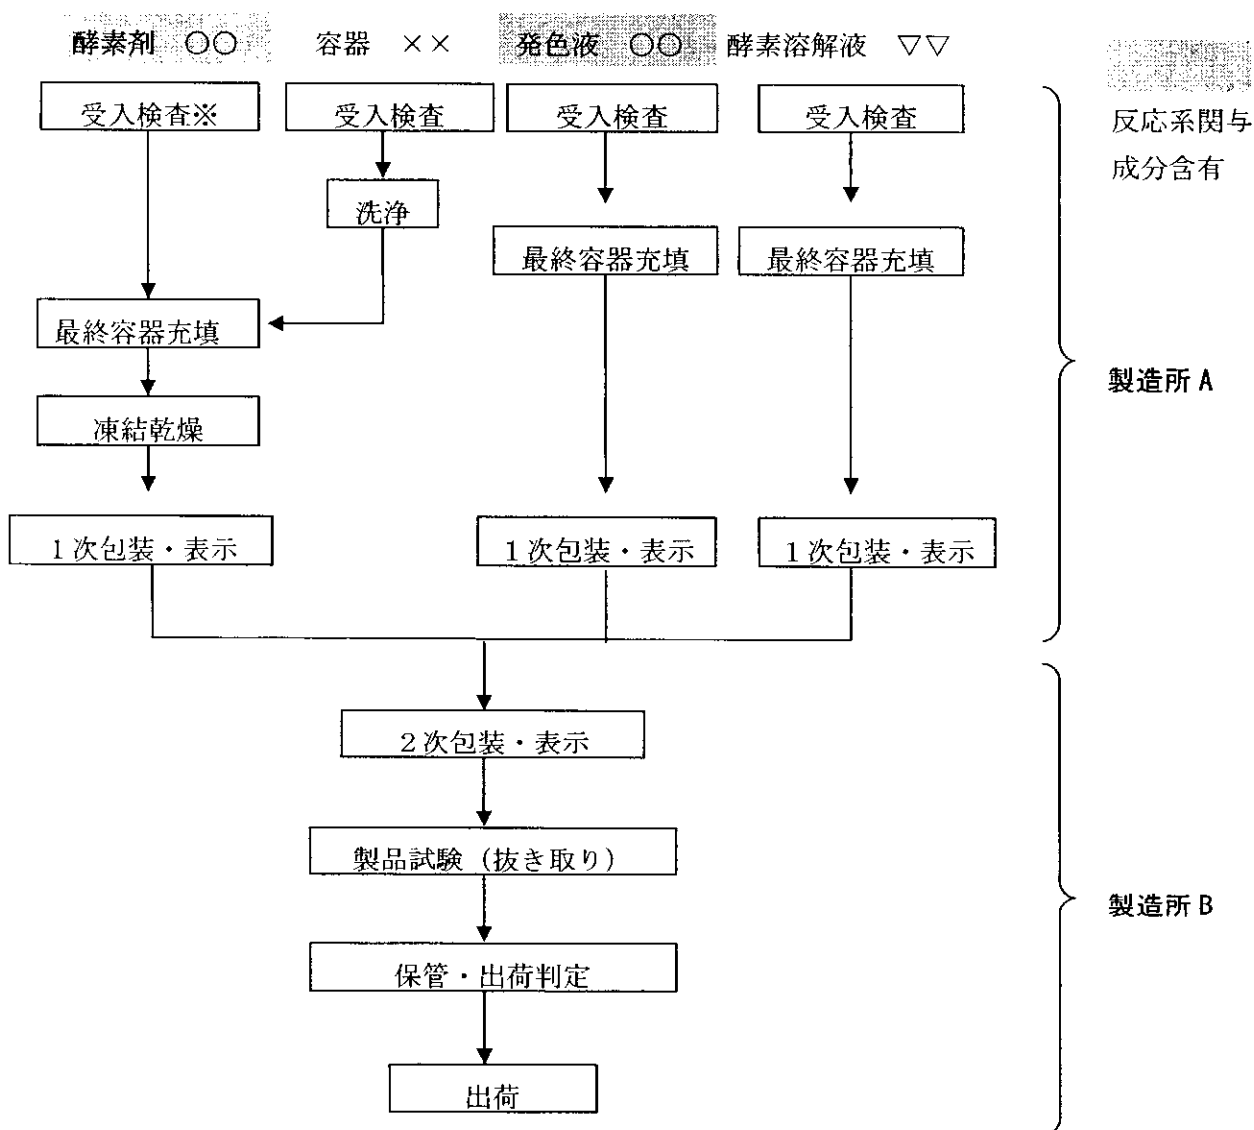 酵素剤 ○○ 容器 ×× 発色液 ○○ 酵素溶解液 ▽▽
受入検査※ 受入検査 受入検査 受入検査
反応系関与
成分含有
洗浄
最終容器充填 最終容器充填
最終容器充填
製造所 A
凍結乾燥
1次包装・表示 1次包装・表示 1次包装・表示
2次包装・表示
製品試験（抜き取り）
製造所 B
保管・出荷判定
出荷